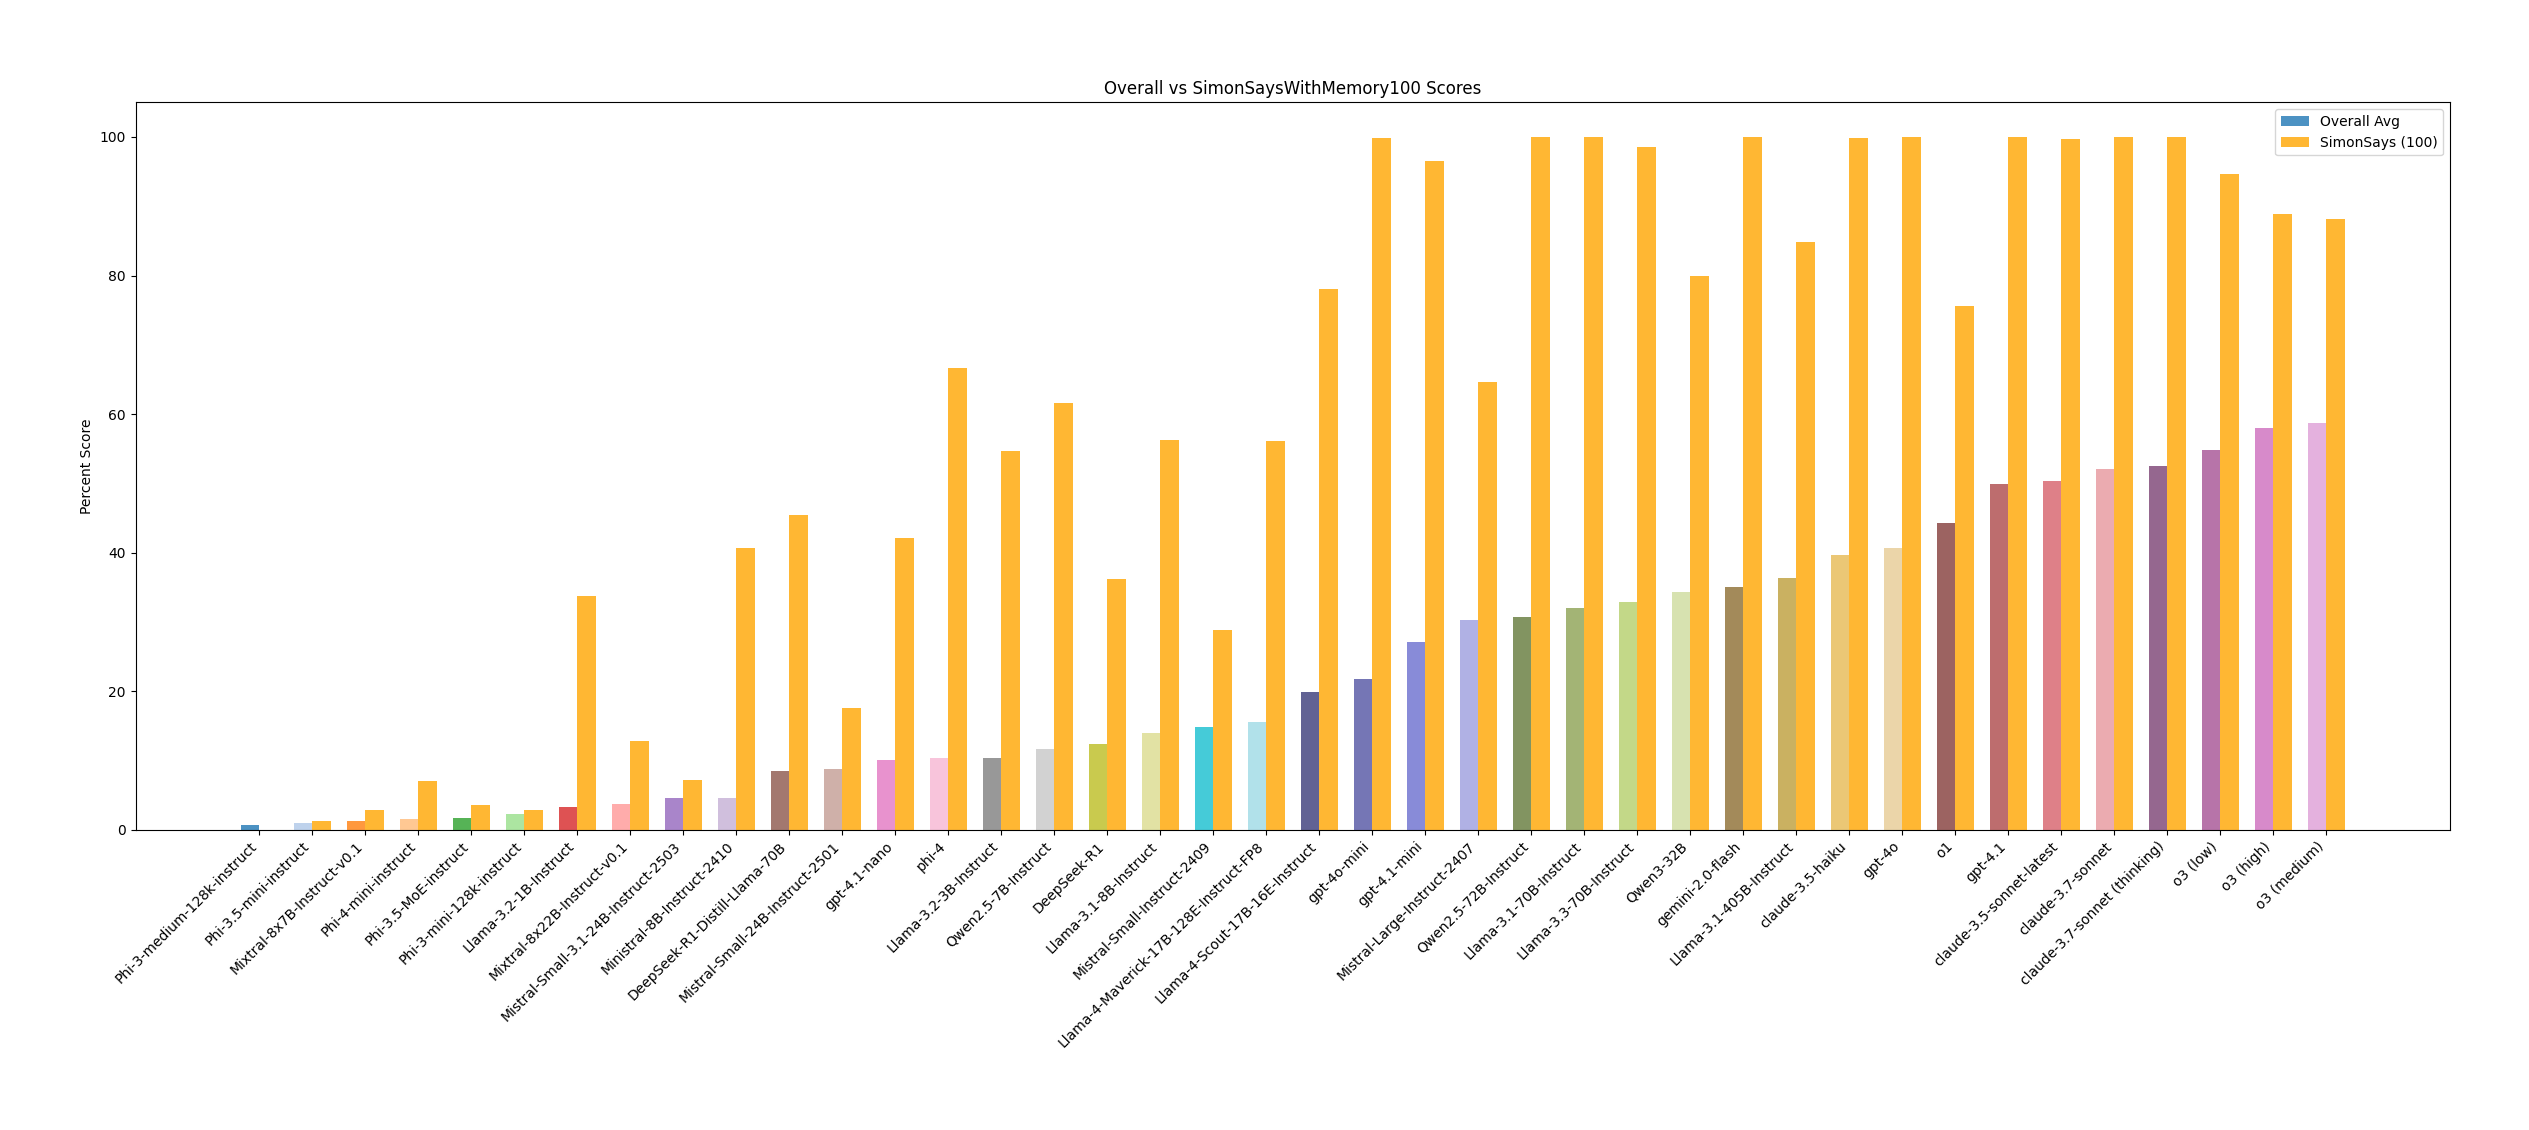 Overall vs SimonSaysWithMemory100 Scores
Overall Avg
SimonSays (100)
Percent Score
100
80
60
40
20
0
Phi-3-medium-128k-instruct
Phi-3.5-mini-instruct
Mixtral-8x7B-Instruct-v0.1
Phi-4-mini-instruct
Phi-3.5-MoE-instruct
Phi-3-mini-128k-instruct
Llama-3.2-1B-Instruct
Mixtral-8x22B-Instruct-v0.1
Mistral-Small-3.1-24B-Instruct-2503
Ministral-8B-Instruct-2410
DeepSeek-R1-Distill-Llama-70B
Mistral-Small-24B-Instruct-2501
gpt-4.1-nano
phi-4
Llama-3.2-3B-Instruct
Qwen2.5-7B-Instruct
DeepSeek-R1
Llama-3.1-8B-Instruct
Mistral-Small-Instruct-2409
Llama-4-Maverick-17B-128E-Instruct-FP8
Llama-4-Scout-17B-16E-Instruct
gpt-4o-mini
gpt-4.1-mini
Mistral-Large-Instruct-2407
Qwen2.5-72B-Instruct
Llama-3.1-70B-Instruct
Llama-3.3-70B-Instruct
Qwen3-32B
gemini-2.0-flash
Llama-3.1-405B-Instruct
claude-3.5-haiku
gpt-4o
o1
gpt-4.1
claude-3.5-sonnet-latest
claude-3.7-sonnet
claude-3.7-sonnet (thinking)
o3 (low)
o3 (high)
o3 (medium)